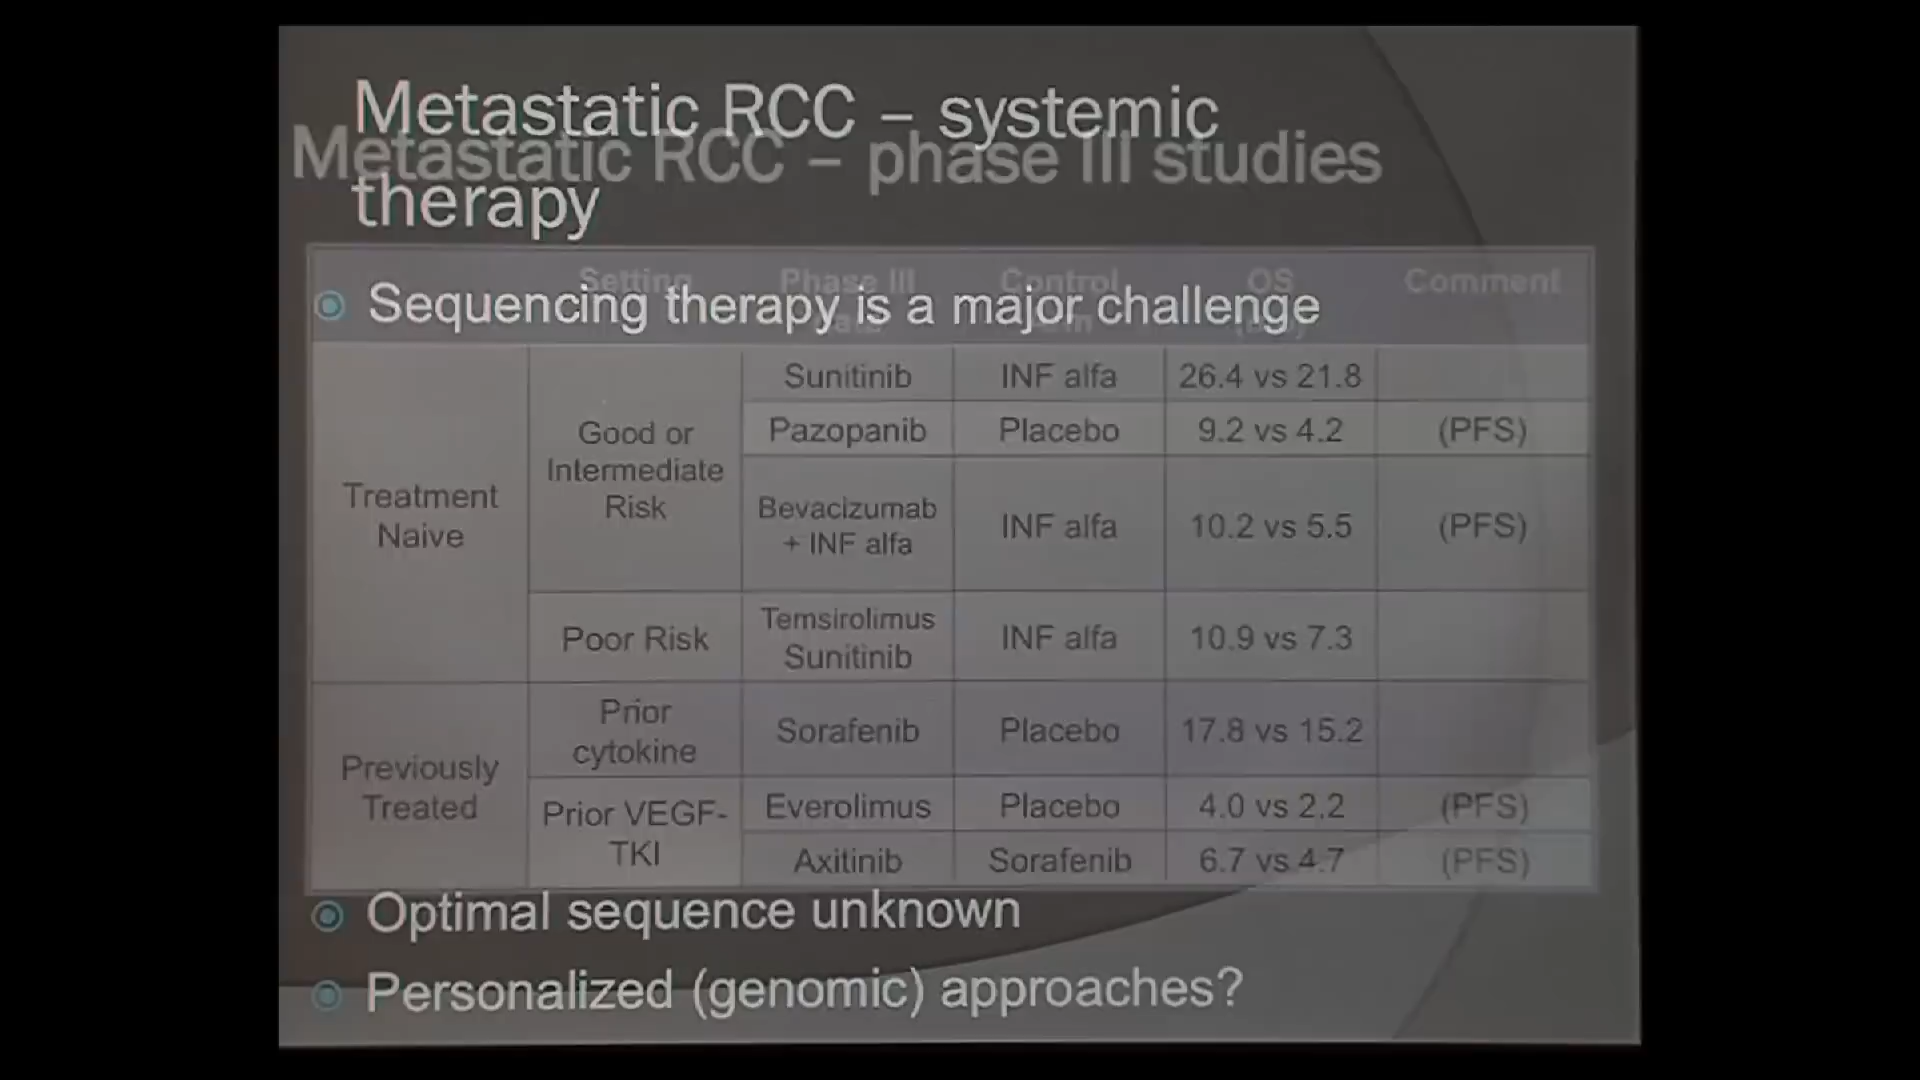 Metastatic RCC – systemic
therapy
Metastatic RCC – phase III studies
Sequencing therapy is a major challenge
Setting
Phase III
Control
OS
Comment
Treatment
Naive
Good or
Intermediate
Risk
Sunitinib
INF alfa
26.4 vs 21.8
Pazopanib
Placebo
9.2 vs 4.2
(PFS)
Bevacizumab
+ INF alfa
INF alfa
10.2 vs 5.5
(PFS)
Poor Risk
Temsirolimus
Sunitinib
INF alfa
10.9 vs 7.3
Previously
Treated
Prior
cytokine
Sorafenib
Placebo
17.8 vs 15.2
Prior VEGF-
TKI
Everolimus
Placebo
4.0 vs 2.2
(PFS)
Axitinib
Sorafenib
6.7 vs 4.7
(PFS)
Optimal sequence unknown
Personalized (genomic) approaches?